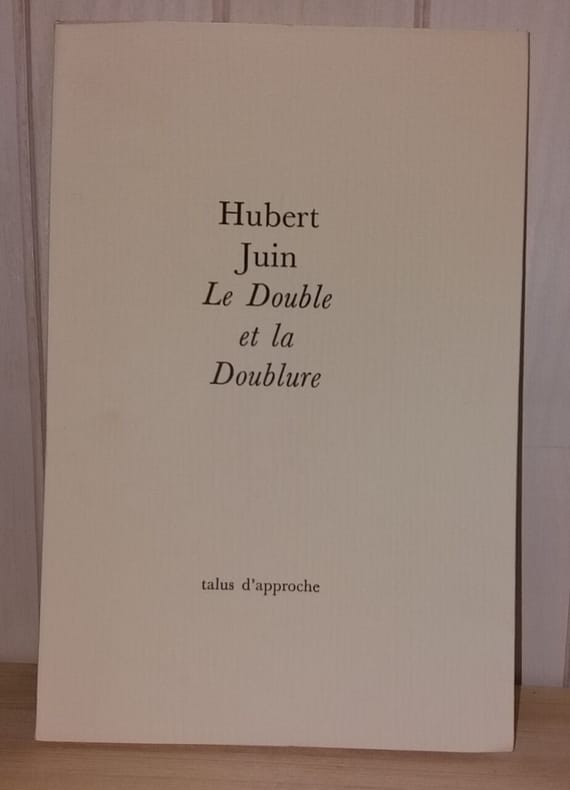 Hubert
Juin
Le Double
et la
Doublure
talus d'approche